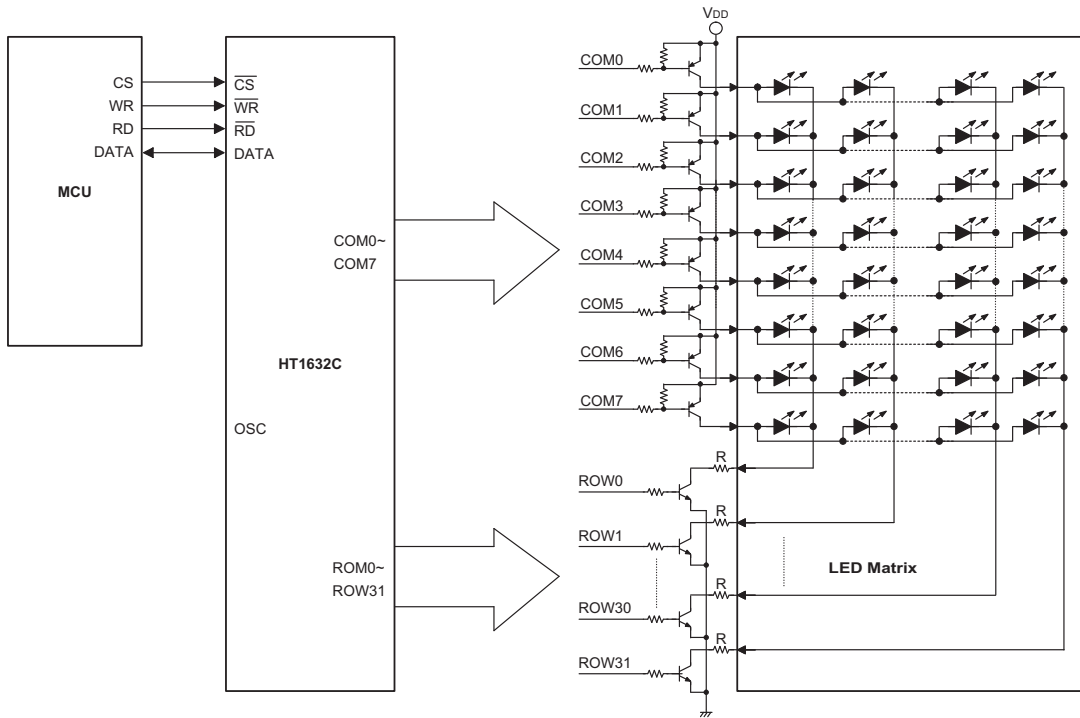 MCU
CS
WR
RD
DATA
HT1632C
CS
WR
RD
DATA
COM0~
COM7
OSC
ROM0~
ROW31
VDD
COM0
COM1
COM2
COM3
COM4
COM5
COM6
COM7
ROW0
R
ROW1
R
ROW30
R
ROW31
R
LED Matrix